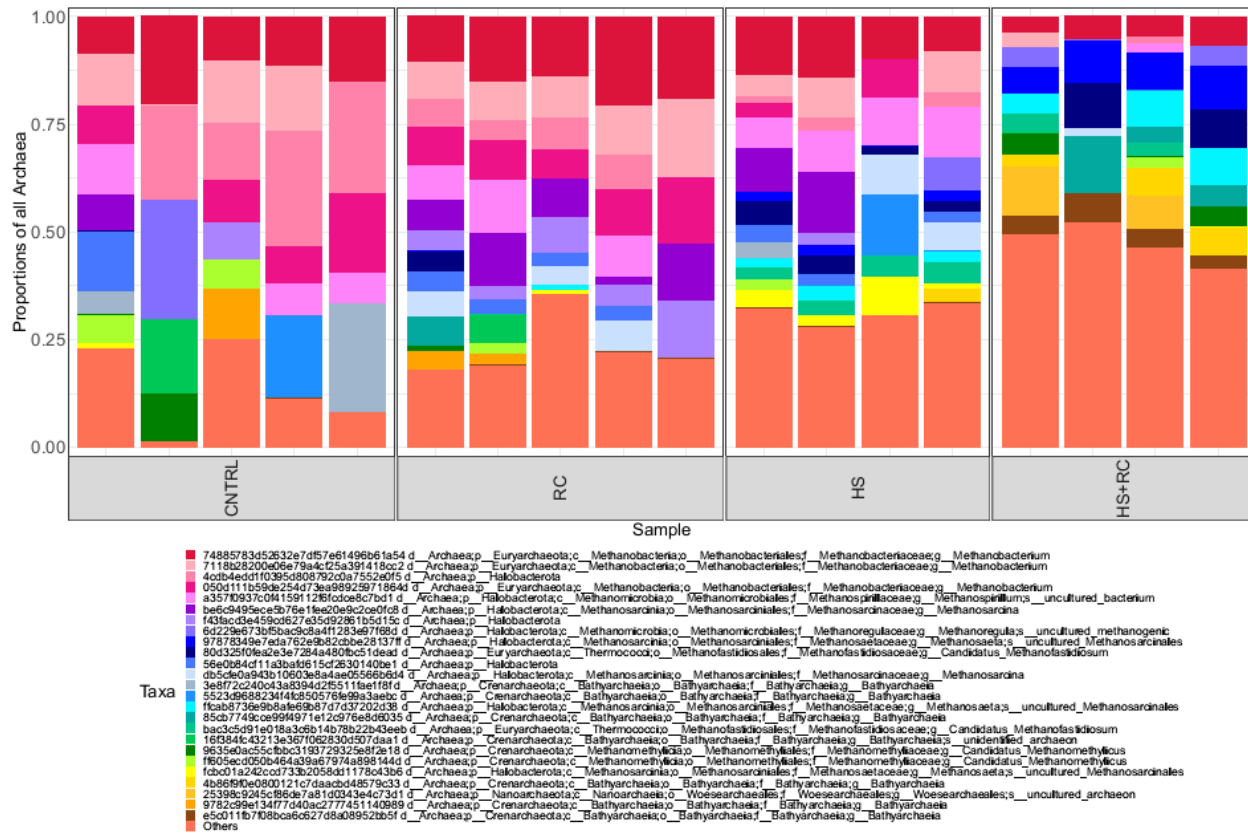 1.00
0.75
0.50
0.25
0.00
Proportions of all Archaea
CNTRL
RC
HS
HS+RC
Sample
Taxa
74885783d52632e7df57e61496b61a54 d__Archaea;p__Euryarchaeota;c__Methanobacteria;o__Methanobacteriales;f__Methanobacteriaceae;g__Methanobacterium
7118b28200e06e79a4cf25a391418cc2 d__Archaea;p__Euryarchaeota;c__Methanobacteria;o__Methanobacteriales;f__Methanobacteriaceae;g__Methanobacterium
4cdb4edd1f0395d808792c0a7552e0f5 d__Archaea;p__Halobacterota
050d111b59de254d73ea98925971864d d__Archaea;p__Euryarchaeota;c__Methanobacteria;o__Methanobacteriales;f__Methanobacteriaceae;g__Methanobacterium
a357f0937c0f4159112f6fcdce8c7bd1 d__Archaea;p__Halobacterota;c__Methanomicrobia;o__Methanomicrobiales;f__Methanospirillaceae;g__Methanospirillum;s__uncultured_bacterium
be6c9495ece5b76e1fee20e9c2ce0fc8 d__Archaea;p__Halobacterota;c__Methanosarcinia;o__Methanosarciniales;f__Methanosarcinaceae;g__Methanosarcina
f43facd3e459cd627e35d92861b5d15c d__Archaea;p__Halobacterota
6d229e673bf5bac9c8a4f1283e97f68d d__Archaea;p__Halobacterota;c__Methanomicrobia;o__Methanomicrobiales;f__Methanoregulaceae;g__Methanoregula;s__uncultured_methanogenic
97878349e7eda762e9b82cbbe28137ff d__Archaea;p__Halobacterota;c__Methanosarcinia;o__Methanosarciniales;f__Methanosaetaceae;g__Methanosaeta;s__uncultured_Methanosarcinales
80d325f0fea2e3e7284a480fbc51dead d__Archaea;p__Euryarchaeota;c__Thermococci;o__Methanofastidiosales;f__Methanofastidiosaceae;g__Candidatus_Methanofastidiosum
56e0b84cf11a3bafd615cf2630140be1 d__Archaea;p__Halobacterota
db5cfe0a943b10603e8a4ae05566b6d4 d__Archaea;p__Halobacterota;c__Methanosarcinia;o__Methanosarciniales;f__Methanosarcinaceae;g__Methanosarcina
3e8f72c240c43a8394d2f5511fae1f8f d__Archaea;p__Crenarchaeota;c__Bathyarchaeia;o__Bathyarchaeia;f__Bathyarchaeia;g__Bathyarchaeia
5523d9688234f4fc850576fe99a3aebc d__Archaea;p__Crenarchaeota;c__Bathyarchaeia;o__Bathyarchaeia;f__Bathyarchaeia;g__Bathyarchaeia
ffcab8736e9b8afe69b87d7d37202d38 d__Archaea;p__Halobacterota;c__Methanosarcinia;o__Methanosarciniales;f__Methanosaetaceae;g__Methanosaeta;s__uncultured_Methanosarcinales
85cb7749cce99f4971e12c976e8d6035 d__Archaea;p__Crenarchaeota;c__Bathyarchaeia;o__Bathyarchaeia;f__Bathyarchaeia;g__Bathyarchaeia
bac3c5d91e018a3c6b14b78b22b43eeb d__Archaea;p__Euryarchaeota;c__Thermococci;o__Methanofastidiosales;f__Methanofastidiosaceae;g__Candidatus_Methanofastidiosum
16f384fc43213e367f062830d507daa1 d__Archaea;p__Crenarchaeota;c__Bathyarchaeia;o__Bathyarchaeia;f__Bathyarchaeia;g__Bathyarchaeia;s__unidentified_archaeon
9635e0ac55cfbbc3193729325e8f2e18 d__Archaea;p__Crenarchaeota;c__Methanomethylicia;o__Methanomethyliales;f__Methanomethyliaceae;g__Candidatus_Methanomethylicus
ff605ecd050b464a39a67974a898144d d__Archaea;p__Crenarchaeota;c__Methanomethylicia;o__Methanomethyliales;f__Methanomethyliaceae;g__Candidatus_Methanomethylicus
fcbc01a242ccd733b2058dd1178c43b6 d__Archaea;p__Halobacterota;c__Methanosarcinia;o__Methanosarciniales;f__Methanosaetaceae;g__Methanosaeta;s__uncultured_Methanosarcinales
4b86f9f0e0800121c7daacbd48579c33 d__Archaea;p__Crenarchaeota;c__Bathyarchaeia;o__Bathyarchaeia;f__Bathyarchaeia;g__Bathyarchaeia
25398c9245cf86de7a81d0343e4c73d1 d__Archaea;p__Nanoarchaeota;c__Nanoarchaeia;o__Woesearchaeales;f__Woesearchaeales;g__Woesearchaeales;s__uncultured_archaeon
9782c99e134f77d40ac2777451140989 d__Archaea;p__Crenarchaeota;c__Bathyarchaeia;o__Bathyarchaeia;f__Bathyarchaeia;g__Bathyarchaeia
e5c011fb7f08bca6c627d8a08952bb5f d__Archaea;p__Crenarchaeota;c__Bathyarchaeia;o__Bathyarchaeia;f__Bathyarchaeia;g__Bathyarchaeia
Others